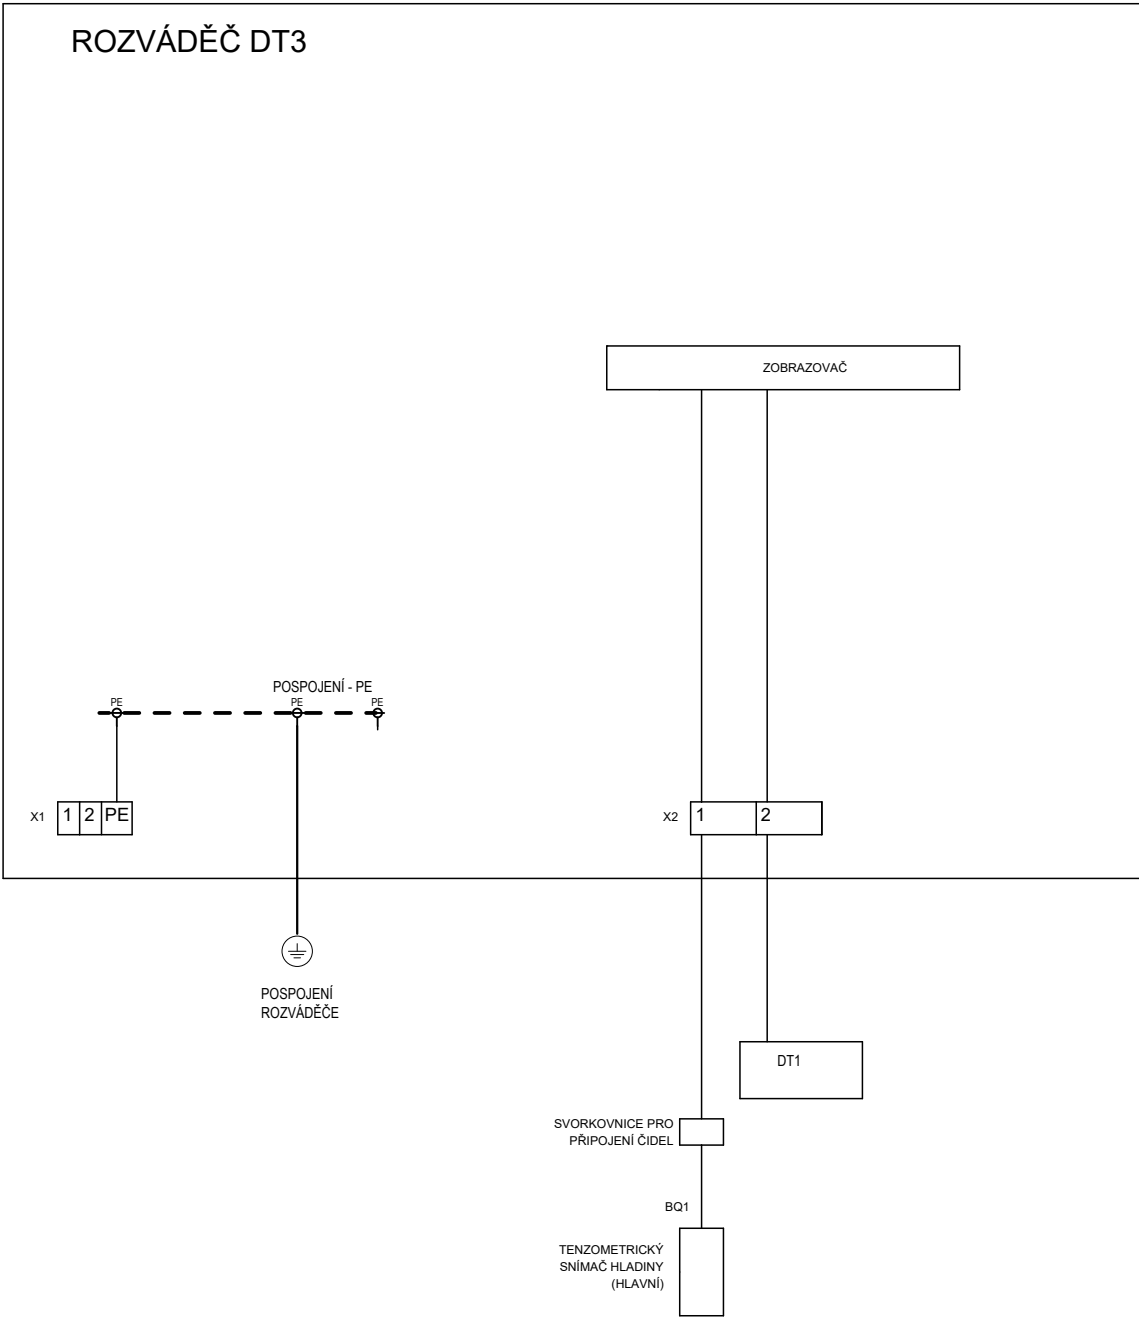 ROZVÁDĚČ DT3
ZOBRAZOVAČ
POSPOJENÍ - PE
PE
PE
PE
X1
1
2
PE
X2
1
2
POSPOJENÍ
ROZVÁDĚČE
DT1
SVORKOVNICE PRO
PŘIPOJENÍ ČIDEL
BQ1
TENZOMETRICKÝ
SNÍMAČ HLADINY
(HLAVNÍ)